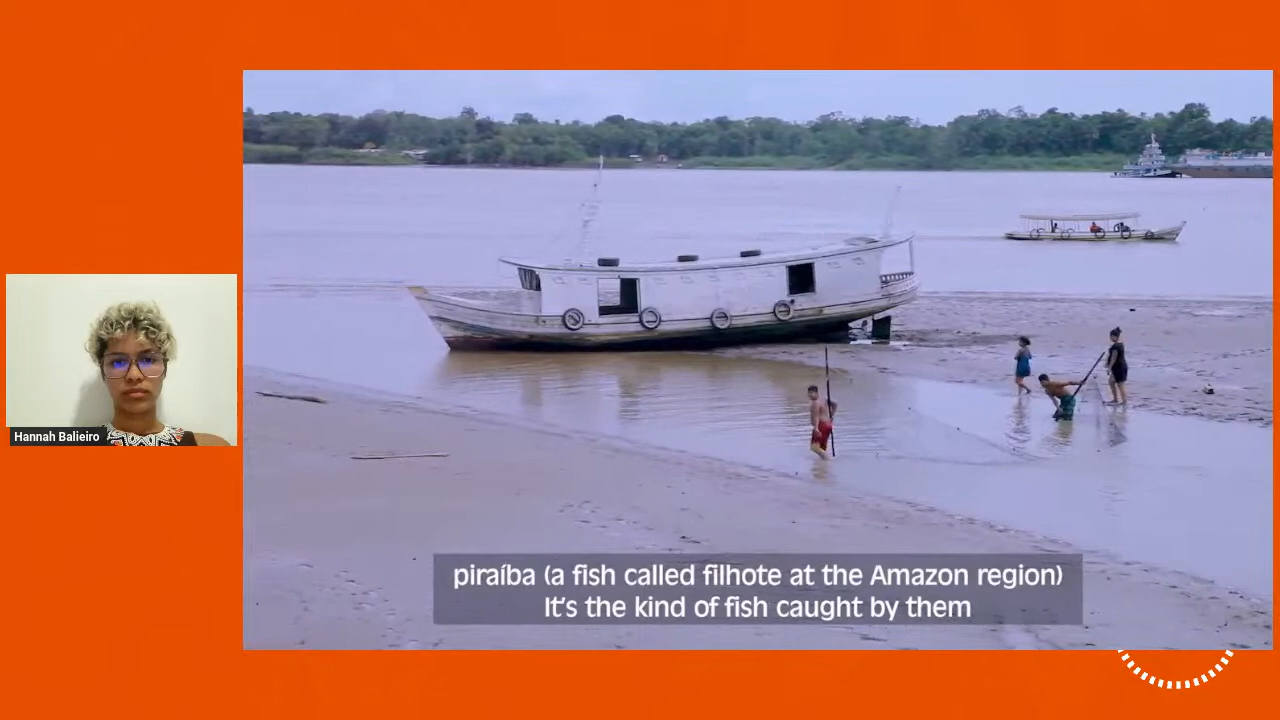 Hannah Balieiro
piraíba (a fish called filhote at the Amazon region)
It's the kind of fish caught by them